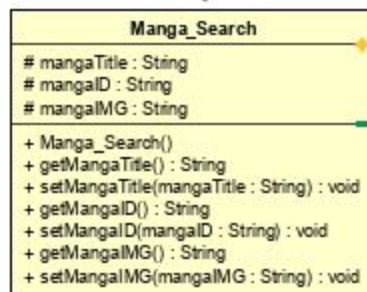 Manga_Search
# mangaTitle : String
# mangaID : String
# mangaIMG : String
+ Manga_Search()
+ getMangaTitle() : String
+ setMangaTitle(mangaTitle : String) : void
+ getMangaID() : String
+ setMangaID(mangaID : String) : void
+ getMangaIMG() : String
+ setMangaIMG(mangaIMG : String) : void